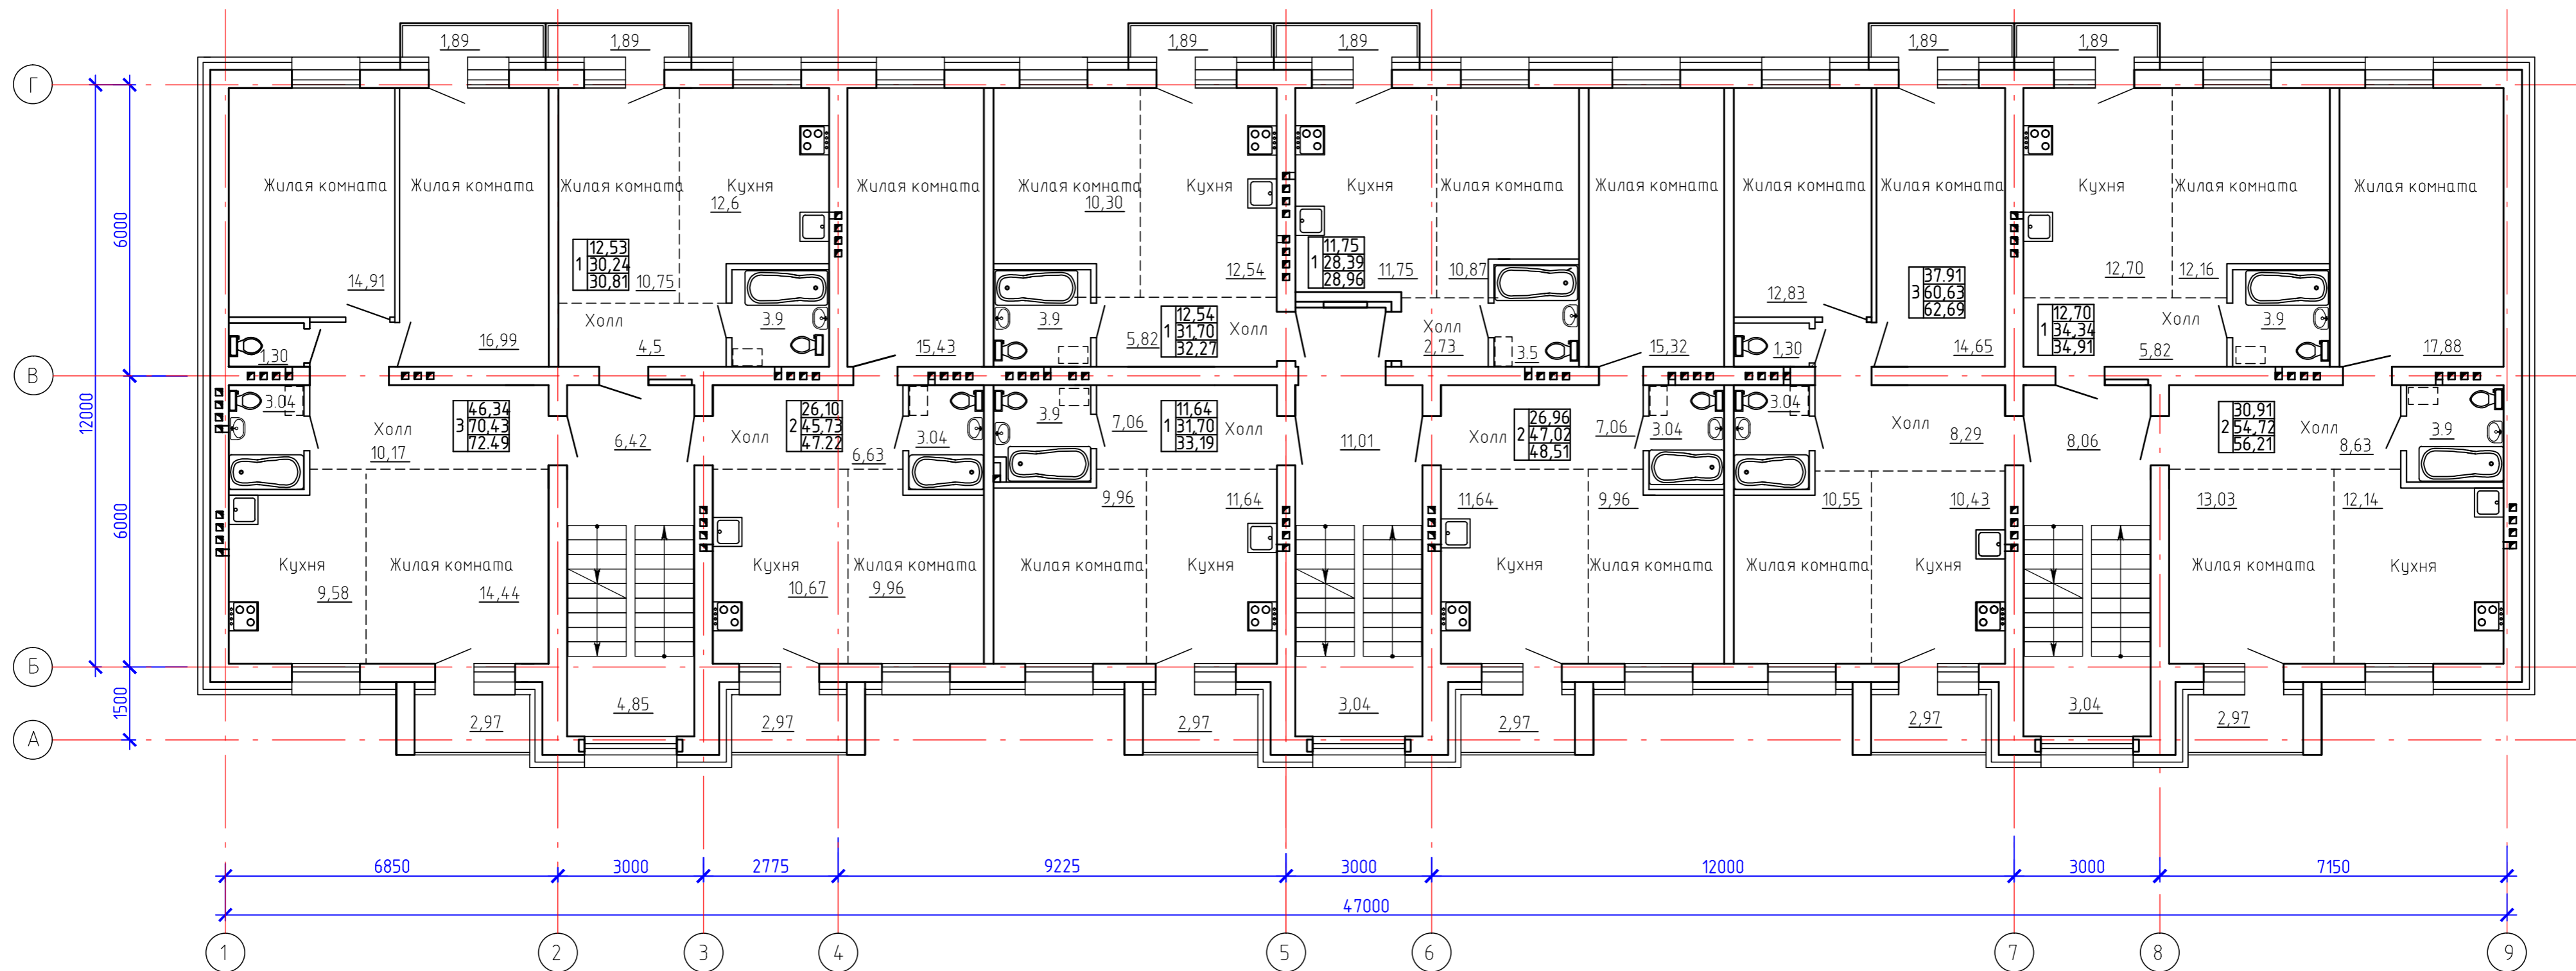 1,89 1,89 1,89 1,89 1,89 1,89
Г
Жилая комната Жилая комната Жилая комната Кухня Жилая комната Жилая комната Кухня Кухня Жилая комната Жилая комната Жилая комната Жилая комната Кухня Жилая комната Жилая комната
12,6 10,30
6000
1 12,53 30,24 30,81
1 11,75 28,39 28,96
3 37.91 60,63 62,69
14,91 10,75 12,54 11,75 10,87 12,83 12,70 12,16
1 12,54 31,70 32,27
1 12,70 34,34 34,91
Холл 3.9 3.9 Холл Холл Холл 3.9
1,30 16,99 4,5 15,43 5,82 2,73 3.5 15,32 1,30 14,65 5,82 17,88
В
12000
3.04 3.9 3.04
3 46,34 70,43 72.49
2 26,10 45,73 47.22
1 11,64 31,70 33,19
2 26,96 47,02 48,51
2 30,91 54,72 56,21
Холл Холл 7,06 Холл Холл 7,06 Холл Холл
10,17 6,42 6,63 3.04 11,01 3.04 8,29 8,06 8,63 3.9
6000
9,96 11,64 11,64 9,96 10,55 10,43 13,03 12,14
Кухня Жилая комната Кухня Жилая комната Жилая комната Кухня Кухня Жилая комната Жилая комната Кухня Жилая комната Кухня
9,58 14,44 10,67 9,96
Б
1500
4,85 3,04 3,04
2,97 2,97 2,97 2,97 2,97 2,97
А
6850 3000 2775 9225 3000 12000 3000 7150
47000
1 2 3 4 5 6 7 8 9